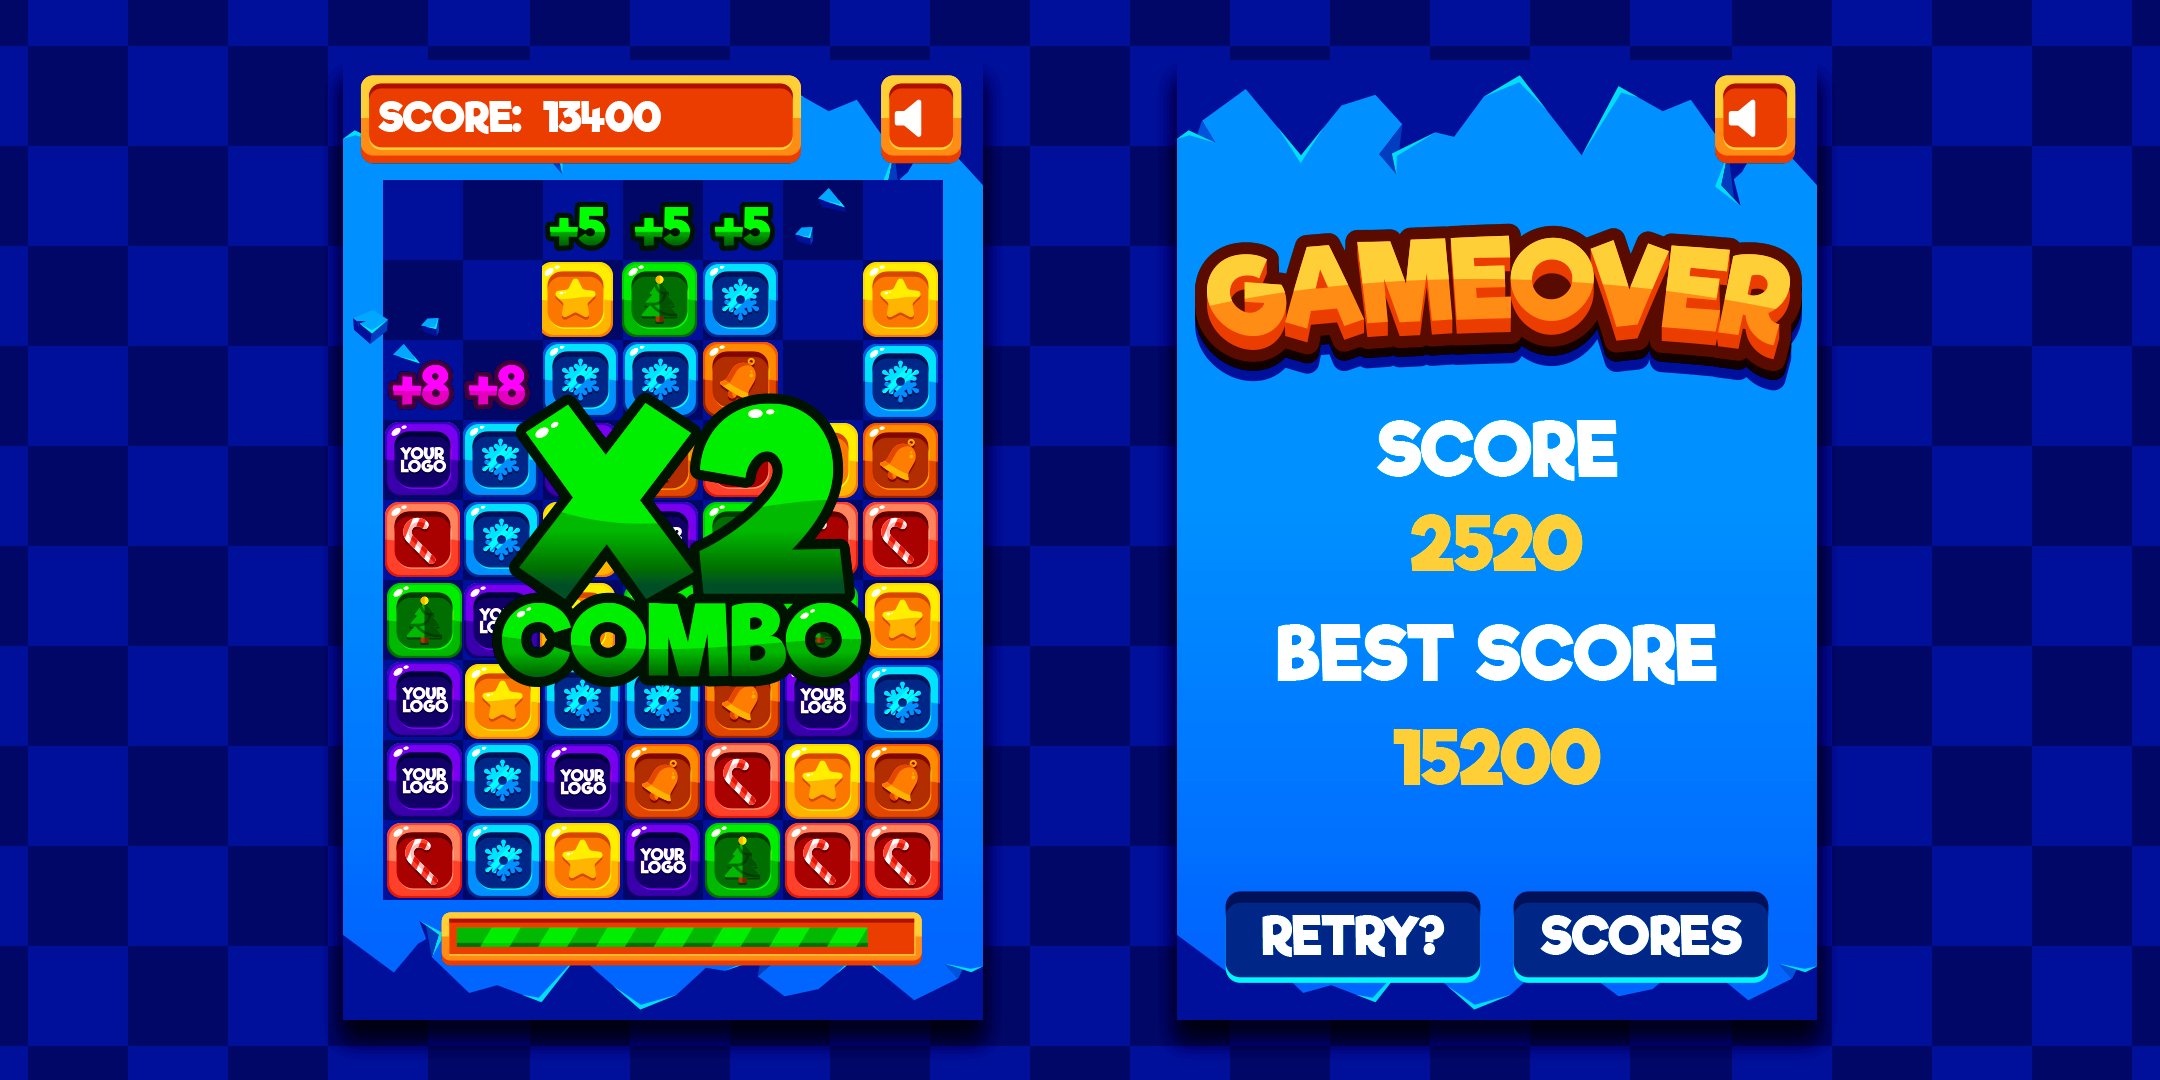 SCORE: 13400
+5 +5 +5
+8 +8
YOUR
LOGO
X2
COMBO
YOUR
LOGO
YOUR
LOGO
YOUR
LOGO
YOUR
LOGO
YOUR
LOGO
GAMEOVER
SCORE
2520
BEST SCORE
15200
RETRY?
SCORES